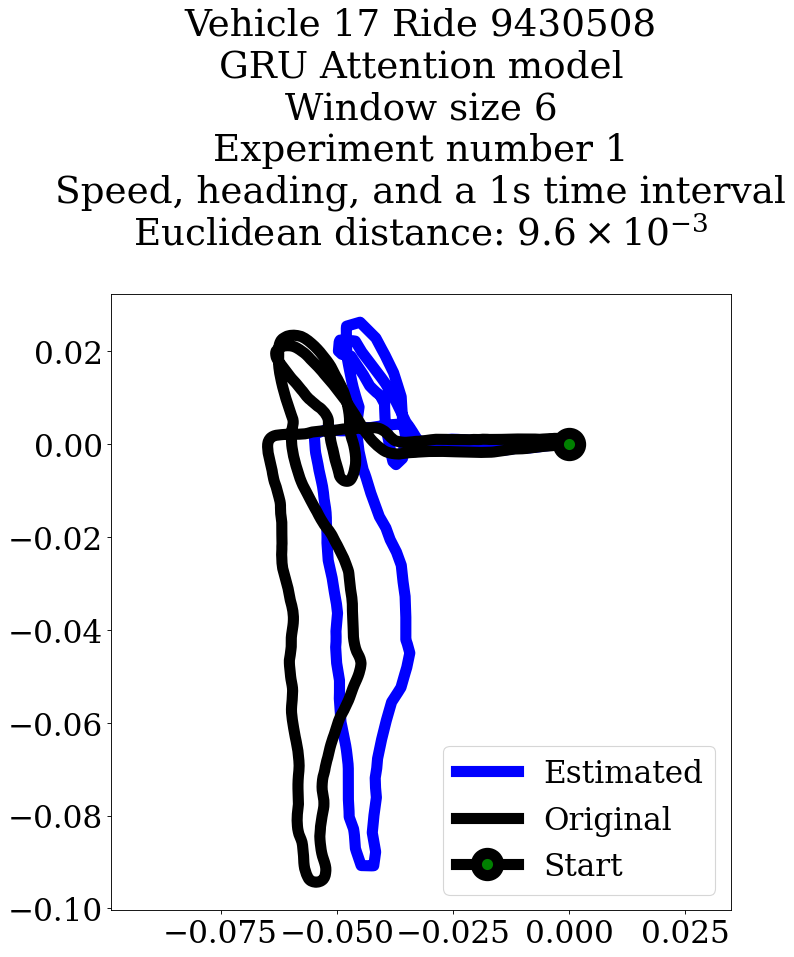 Vehicle 17 Ride 9430508
GRU Attention model
Window size 6
Experiment number 1
Speed, heading, and a 1s time interval
Euclidean distance: 9.6 × 10⁻³
0.02
0.00
−0.02
−0.04
−0.06
−0.08
−0.10
Estimated
Original
Start
−0.075 −0.050 −0.025 0.000 0.025